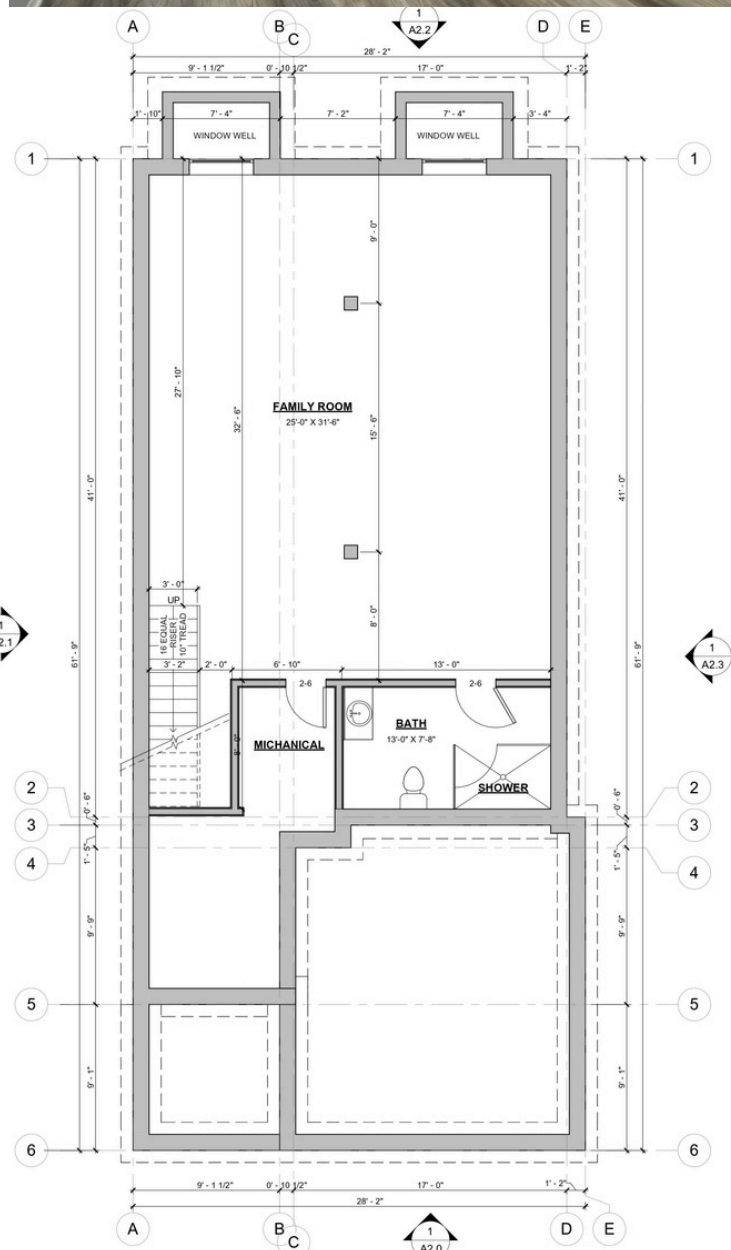 A
B
C
D
E
1
A2.2
28' - 2"
9' - 1 1/2"
0' - 10 1/2"
17' - 0"
1' - 2"
1' - 10"
7' - 4"
7' - 2"
7' - 4"
3' - 4"
WINDOW WELL
WINDOW WELL
1
1
9' - 0"
27' - 10"
32' - 6"
FAMILY ROOM
25'-0" X 31'-6"
15' - 6"
41' - 0"
41' - 0"
61' - 9"
61' - 9"
8' - 0"
3' - 0"
UP
16 EQUAL
RISER
10" TREAD
1
2.1
1
A2.3
3' - 2"
2' - 0"
6' - 10"
13' - 0"
2-6
2-6
BATH
13'-0" X 7'-8"
MICHANICAL
8' - 0"
SHOWER
2
2
0' - 6"
0' - 6"
3
3
4
4
1' - 5"
1' - 5"
9' - 9"
9' - 9"
5
5
9' - 1"
9' - 1"
6
6
9' - 1 1/2"
0' - 10 1/2"
17' - 0"
1' - 2"
28' - 2"
A
B
C
D
E
1
A2.0